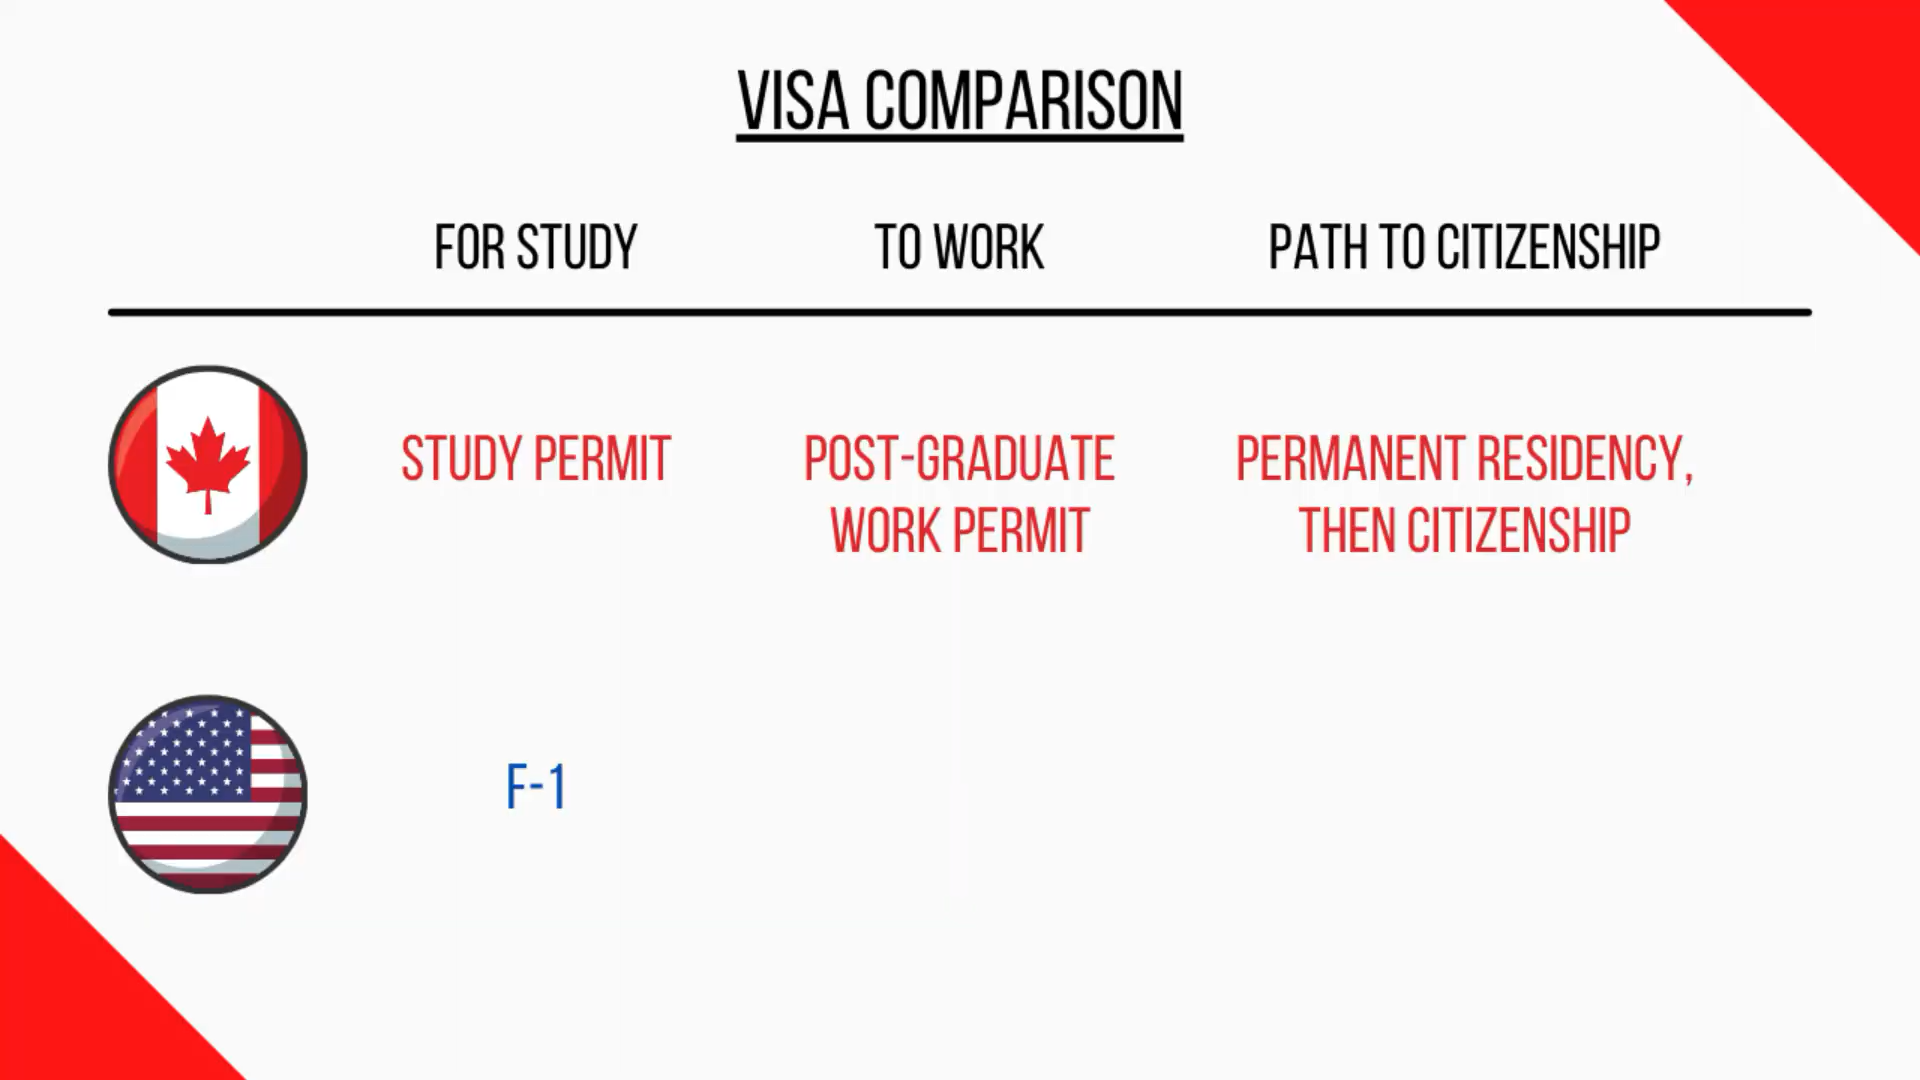 VISA COMPARISON
FOR STUDY TO WORK PATH TO CITIZENSHIP
STUDY PERMIT POST-GRADUATE PERMANENT RESIDENCY,
WORK PERMIT THEN CITIZENSHIP
F-1